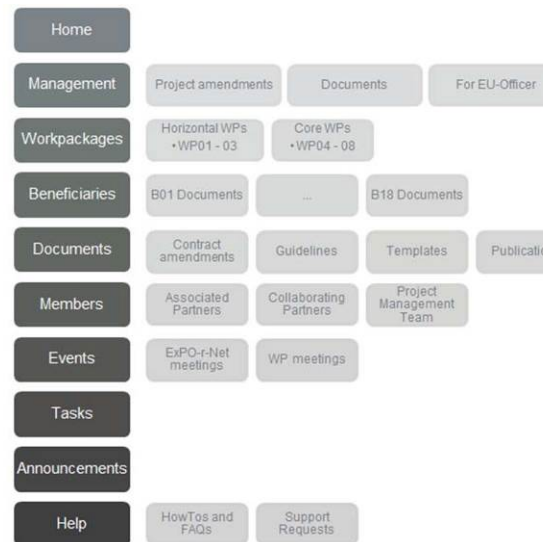 Home
Management
Project amendments
Documents
For EU-Officer
Workpackages
Horizontal WPs
•WP01 - 03
Core WPs
•WP04 - 08
Beneficiaries
B01 Documents
...
B18 Documents
Documents
Contract
amendments
Guidelines
Templates
Publicati
Members
Associated
Partners
Collaborating
Partners
Project
Management
Team
Events
ExPO-r-Net
meetings
WP meetings
Tasks
Announcements
Help
HowTos and
FAQs
Support
Requests